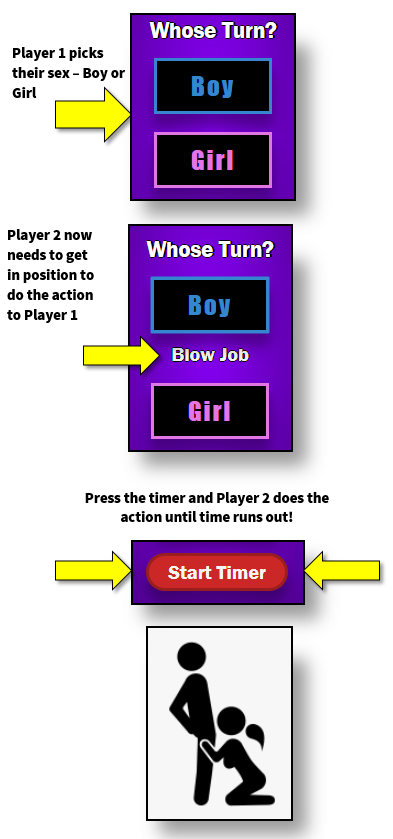 Whose Turn?
Player 1 picks
their sex – Boy or
Girl
Boy
Girl
Player 2 now
needs to get
in position to
do the action
to Player 1
Whose Turn?
Boy
Blow Job
Girl
Press the timer and Player 2 does the
action until time runs out!
Start Timer